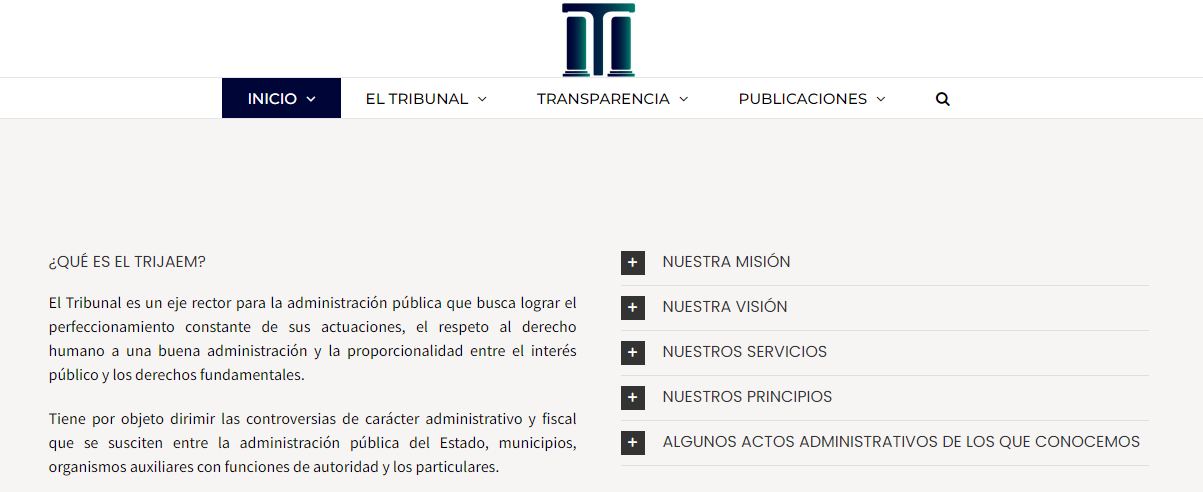 INICIO EL TRIBUNAL TRANSPARENCIA PUBLICACIONES
¿QUÉ ES EL TRIJAEM?
El Tribunal es un eje rector para la administración pública que busca lograr el
perfeccionamiento constante de sus actuaciones, el respeto al derecho
humano a una buena administración y la proporcionalidad entre el interés
público y los derechos fundamentales.
Tiene por objeto dirimir las controversias de carácter administrativo y fiscal
que se susciten entre la administración pública del Estado, municipios,
organismos auxiliares con funciones de autoridad y los particulares.
NUESTRA MISIÓN
NUESTRA VISIÓN
NUESTROS SERVICIOS
NUESTROS PRINCIPIOS
ALGUNOS ACTOS ADMINISTRATIVOS DE LOS QUE CONOCEMOS